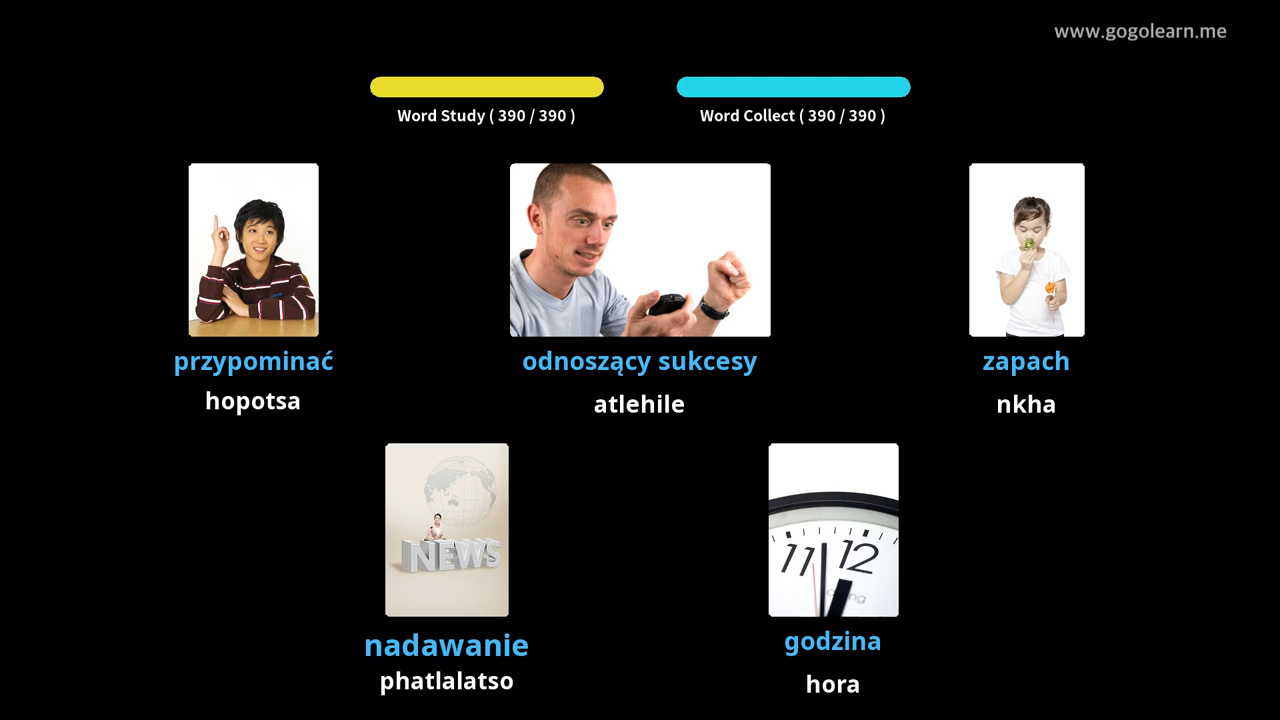 www.gogolearn.me
Word Study ( 390 / 390 )
Word Collect ( 390 / 390 )
przypominać
odnoszący sukcesy
zapach
hopotsa
atlehile
nkha
NEWS
11 12
nadawanie
godzina
phatlalatso
hora